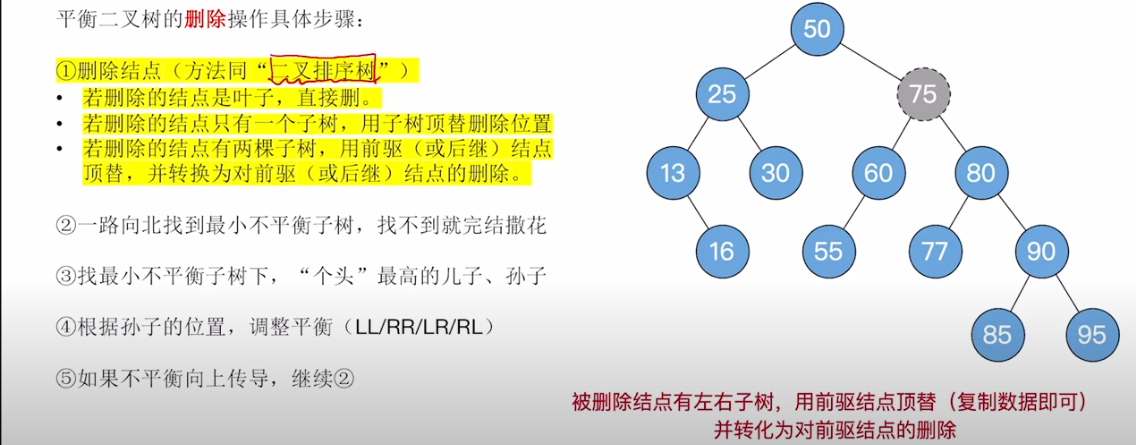 平衡二叉树的删除操作具体步骤：
①删除结点（方法同“二叉排序树”）
• 若删除的结点是叶子，直接删。
• 若删除的结点只有一个子树，用子树顶替删除位置
• 若删除的结点有两棵子树，用前驱（或后继）结点
顶替，并转换为对前驱（或后继）结点的删除。
②一路向北找到最小不平衡子树，找不到就完结撒花
③找最小不平衡子树下，“个头”最高的儿子、孙子
④根据孙子的位置，调整平衡（LL/RR/LR/RL）
⑤如果不平衡向上传导，继续②
50
25 75
13 30 60 80
16 55 77 90
85 95
被删除结点有左右子树，用前驱结点顶替（复制数据即可）
并转化为对前驱结点的删除